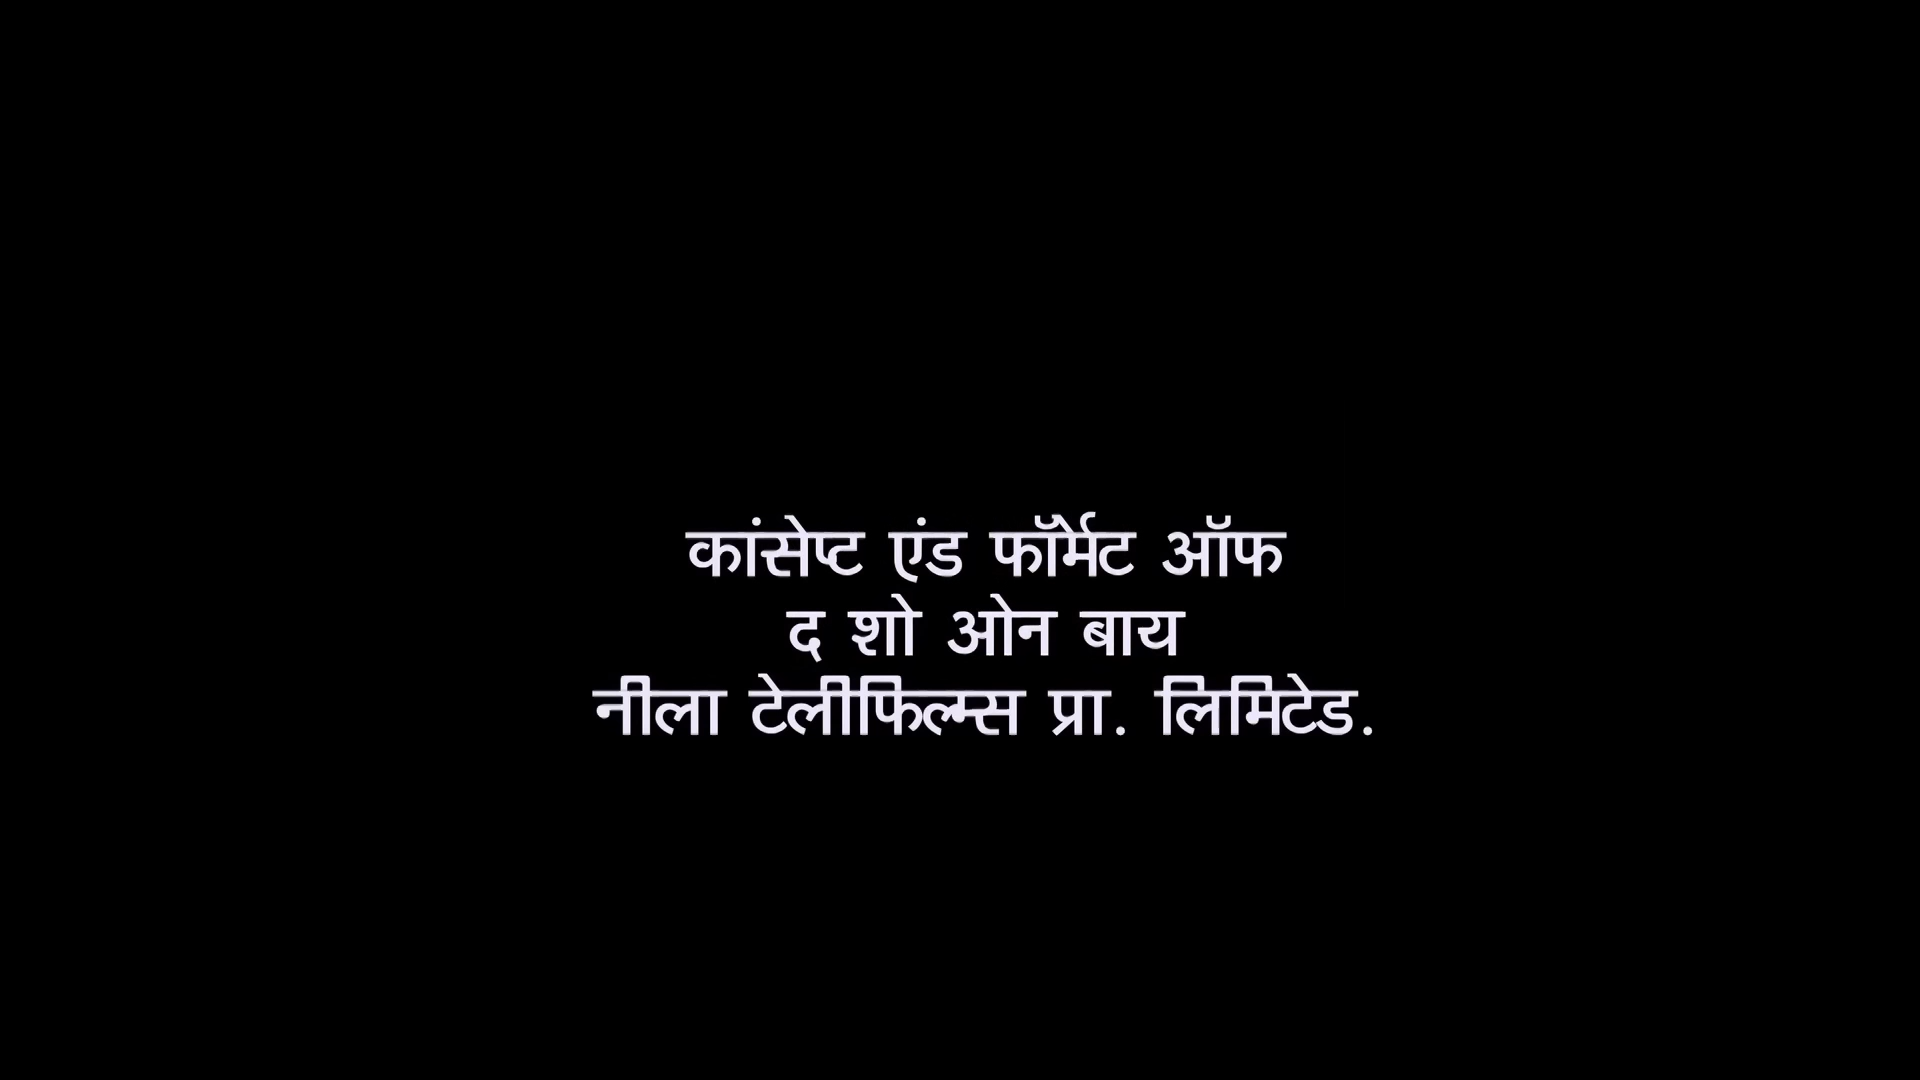 कांसेप्ट एंड फॉर्मेट ऑफ
द शो ओन बाय
नीला टेलीफिल्म्स प्रा. लिमिटेड.